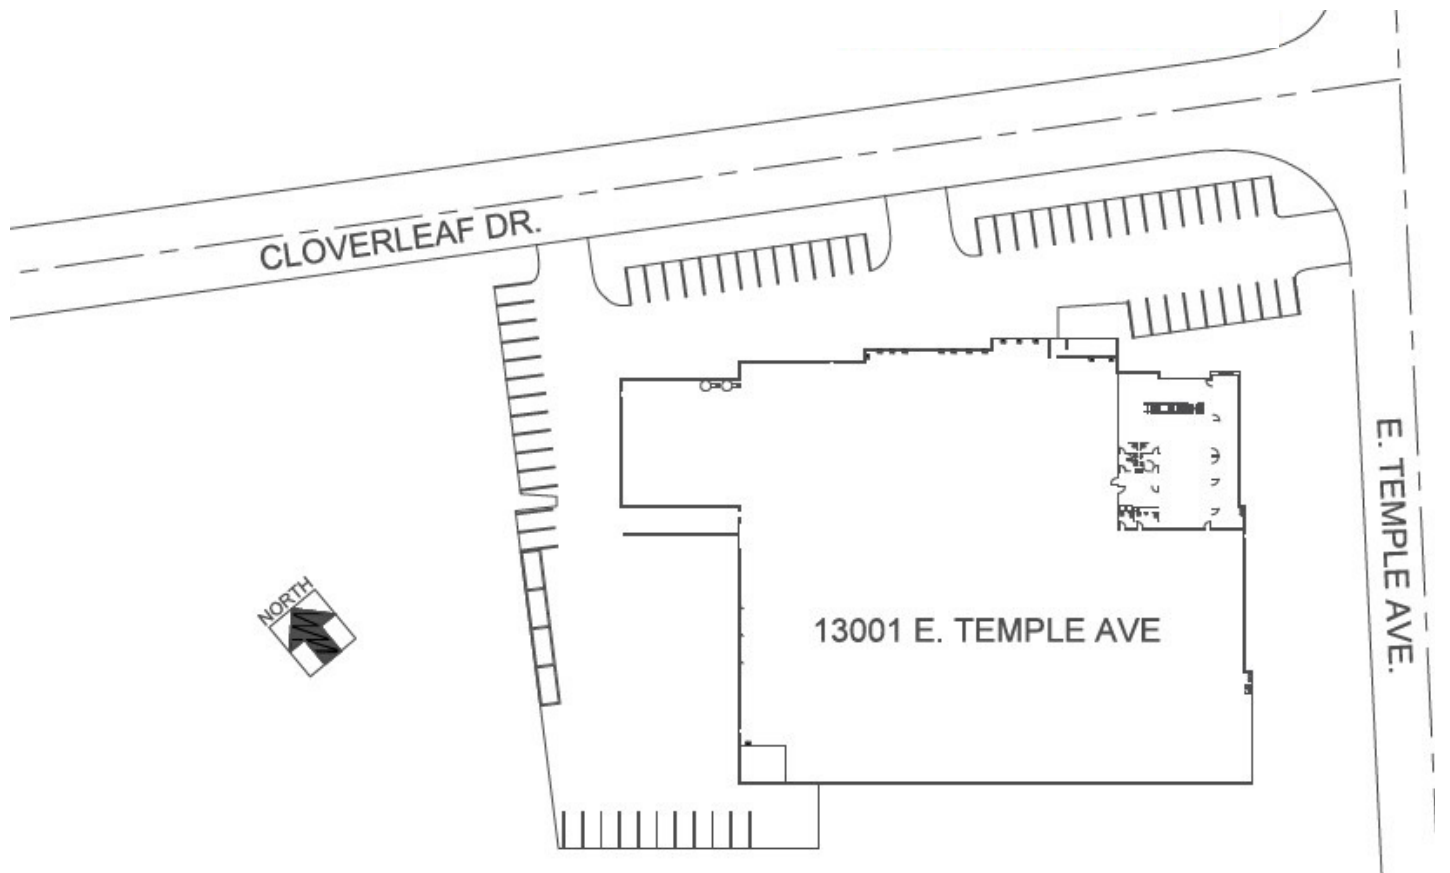 CLOVERLEAF DR.
E. TEMPLE AVE.
NORTH
13001 E. TEMPLE AVE